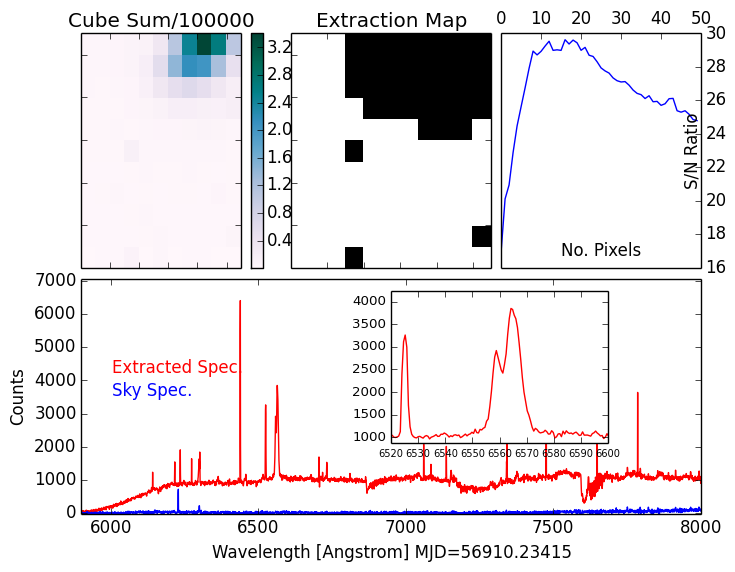 Cube Sum/100000
Extraction Map
0 10 20 30 40 50
3.2
2.8
2.4
2.0
1.6
1.2
0.8
0.4
30
28
26
24
22
20
18
16
S/N Ratio
No. Pixels
7000
6000
5000
4000
3000
2000
1000
0
Counts
Extracted Spec.
Sky Spec.
4000
3500
3000
2500
2000
1500
1000
6520 6530 6540 6550 6560 6570 6580 6590 6600
6000 6500 7000 7500 8000
Wavelength [Angstrom] MJD=56910.23415